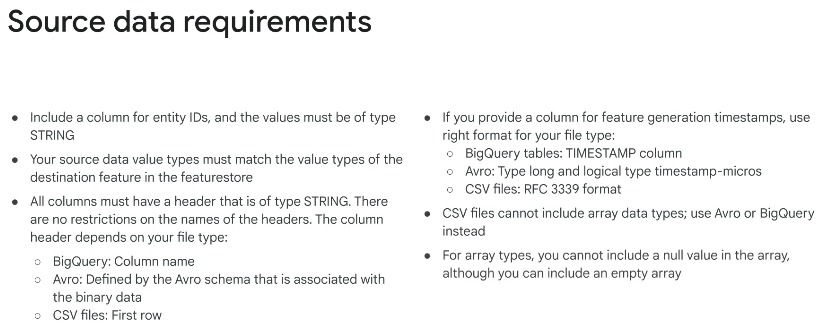 Source data requirements
● Include a column for entity IDs, and the values must be of type
STRING
● Your source data value types must match the value types of the
destination feature in the featurestore
● All columns must have a header that is of type STRING. There
are no restrictions on the names of the headers. The column
header depends on your file type:
○ BigQuery: Column name
○ Avro: Defined by the Avro schema that is associated with
the binary data
○ CSV files: First row
● If you provide a column for feature generation timestamps, use
right format for your file type:
○ BigQuery tables: TIMESTAMP column
○ Avro: Type long and logical type timestamp-micros
○ CSV files: RFC 3339 format
● CSV files cannot include array data types; use Avro or BigQuery
instead
● For array types, you cannot include a null value in the array,
although you can include an empty array